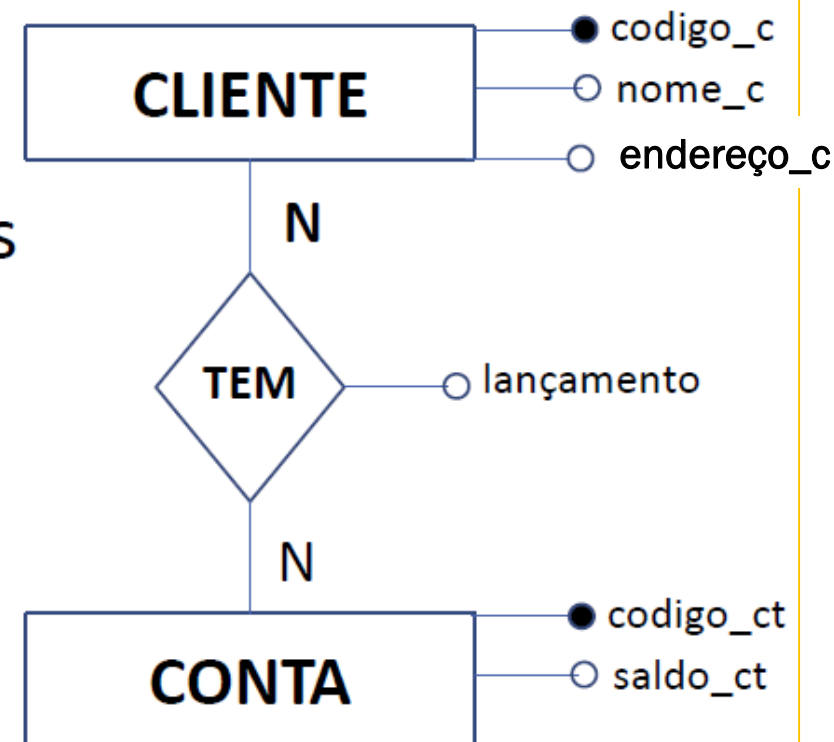 codigo_c
CLIENTE
nome_c
endereço_c
s
N
TEM
lançamento
N
codigo_ct
CONTA
saldo_ct